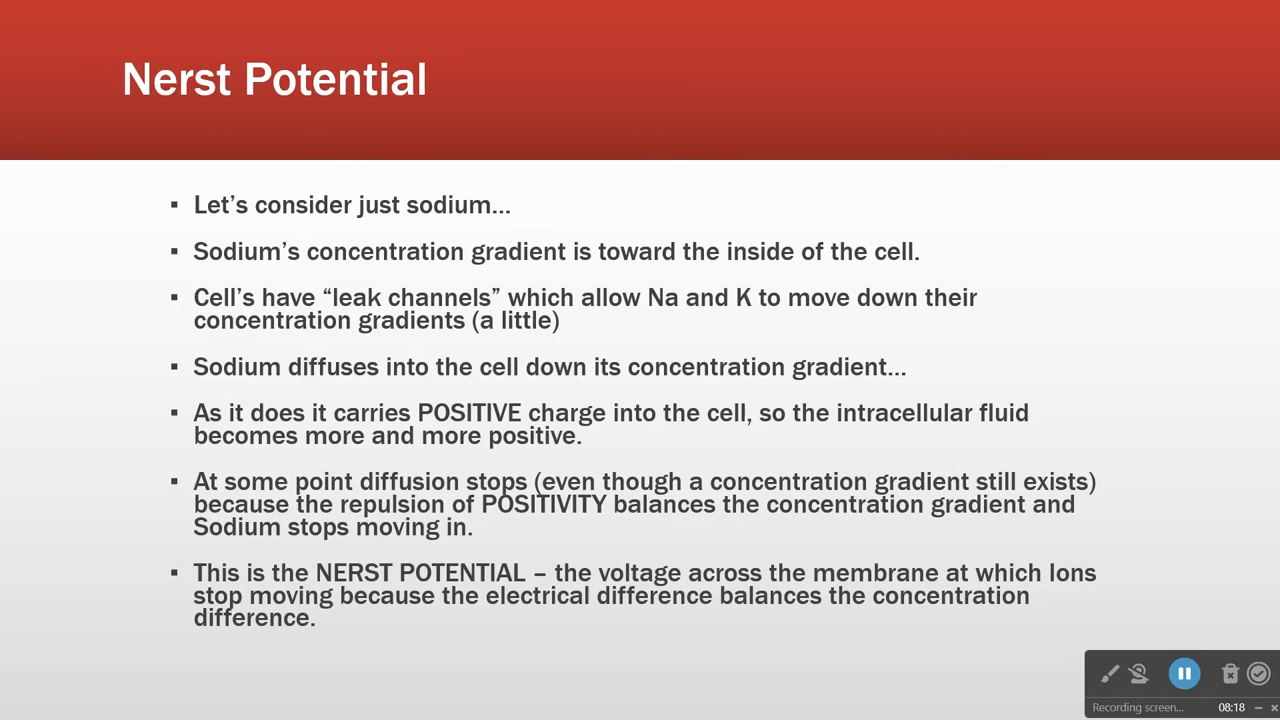 Nerst Potential
▪ Let’s consider just sodium…
▪ Sodium’s concentration gradient is toward the inside of the cell.
▪ Cell’s have “leak channels” which allow Na and K to move down their
concentration gradients (a little)
▪ Sodium diffuses into the cell down its concentration gradient…
▪ As it does it carries POSITIVE charge into the cell, so the intracellular fluid
becomes more and more positive.
▪ At some point diffusion stops (even though a concentration gradient still exists)
because the repulsion of POSITIVITY balances the concentration gradient and
Sodium stops moving in.
▪ This is the NERST POTENTIAL – the voltage across the membrane at which Ions
stop moving because the electrical difference balances the concentration
difference.
Recording screen... 08:18